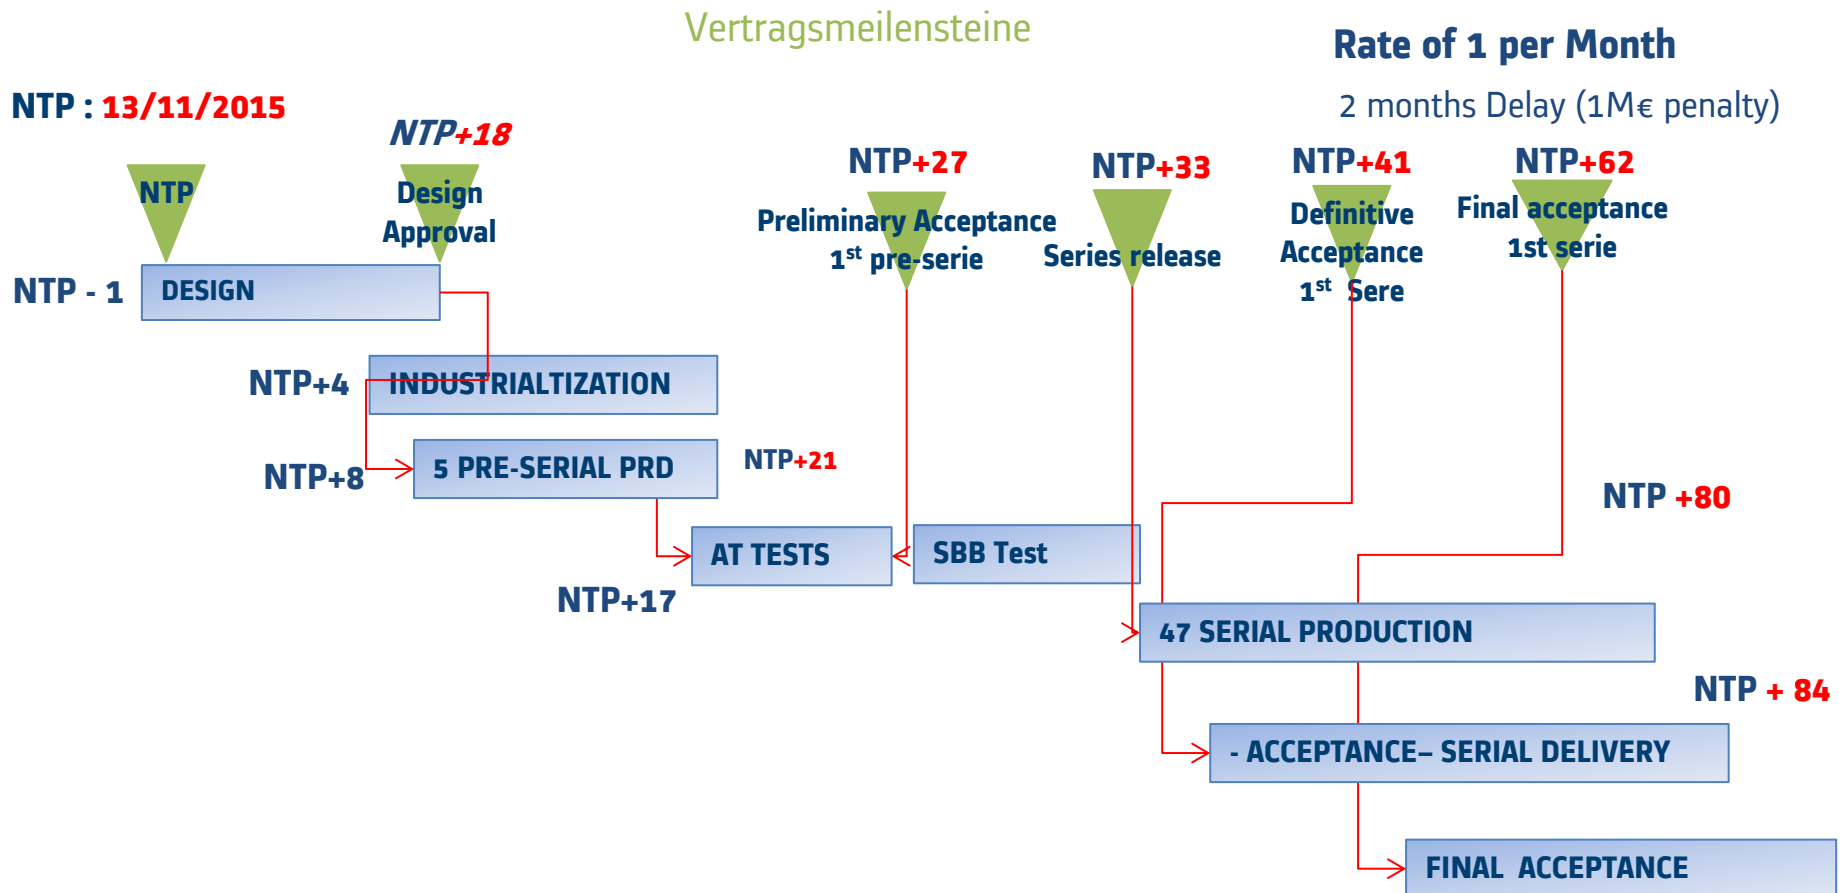 Vertragsmeilensteine
Rate of 1 per Month
2 months Delay (1M€ penalty)
NTP : 13/11/2015
NTP+18
NTP+27
NTP+33
NTP+41
NTP+62
NTP
Design
Approval
Preliminary Acceptance
1st pre-serie
Series release
Definitive
Acceptance
1st Sere
Final acceptance
1st serie
NTP - 1
DESIGN
NTP+4
INDUSTRIALTIZATION
NTP+8
5 PRE-SERIAL PRD
NTP+21
NTP +80
AT TESTS
SBB Test
NTP+17
47 SERIAL PRODUCTION
NTP + 84
- ACCEPTANCE– SERIAL DELIVERY
FINAL ACCEPTANCE